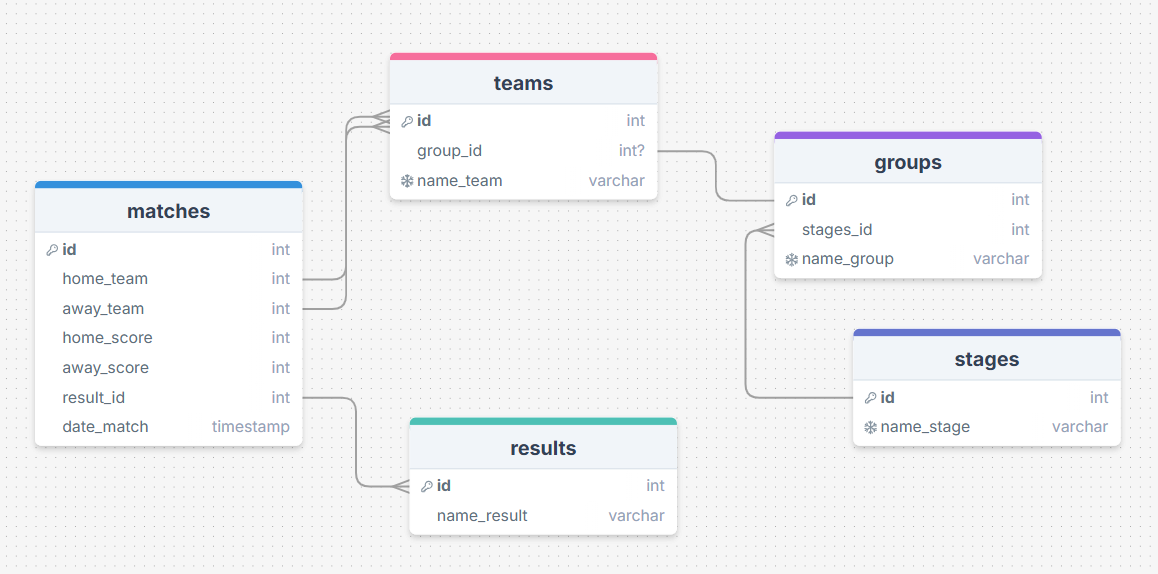 teams
id int
group_id int?
name_team varchar
groups
id int
stages_id int
name_group varchar
matches
id int
home_team int
away_team int
home_score int
away_score int
result_id int
date_match timestamp
stages
id int
name_stage varchar
results
id int
name_result varchar